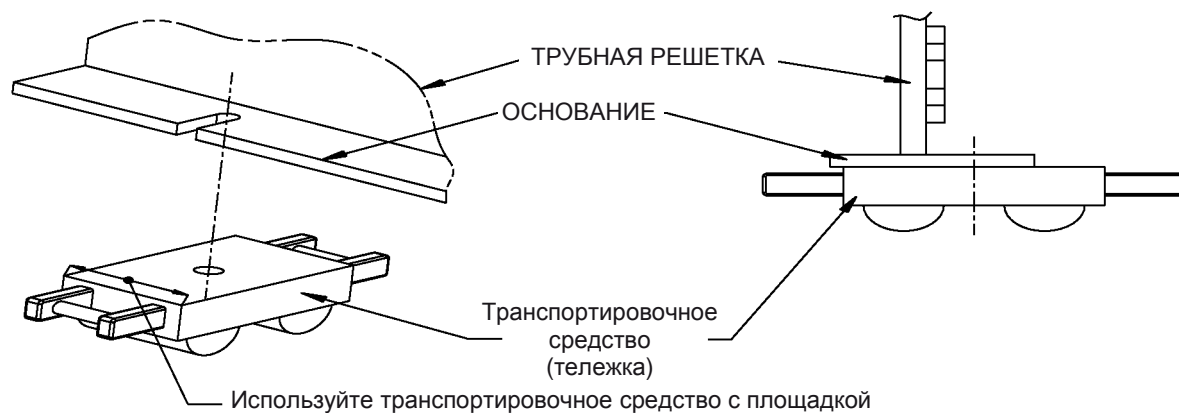 ТРУБНАЯ РЕШЕТКА
ОСНОВАНИЕ
Транспортировочное
средство
(тележка)
Используйте транспортировочное средство с площадкой